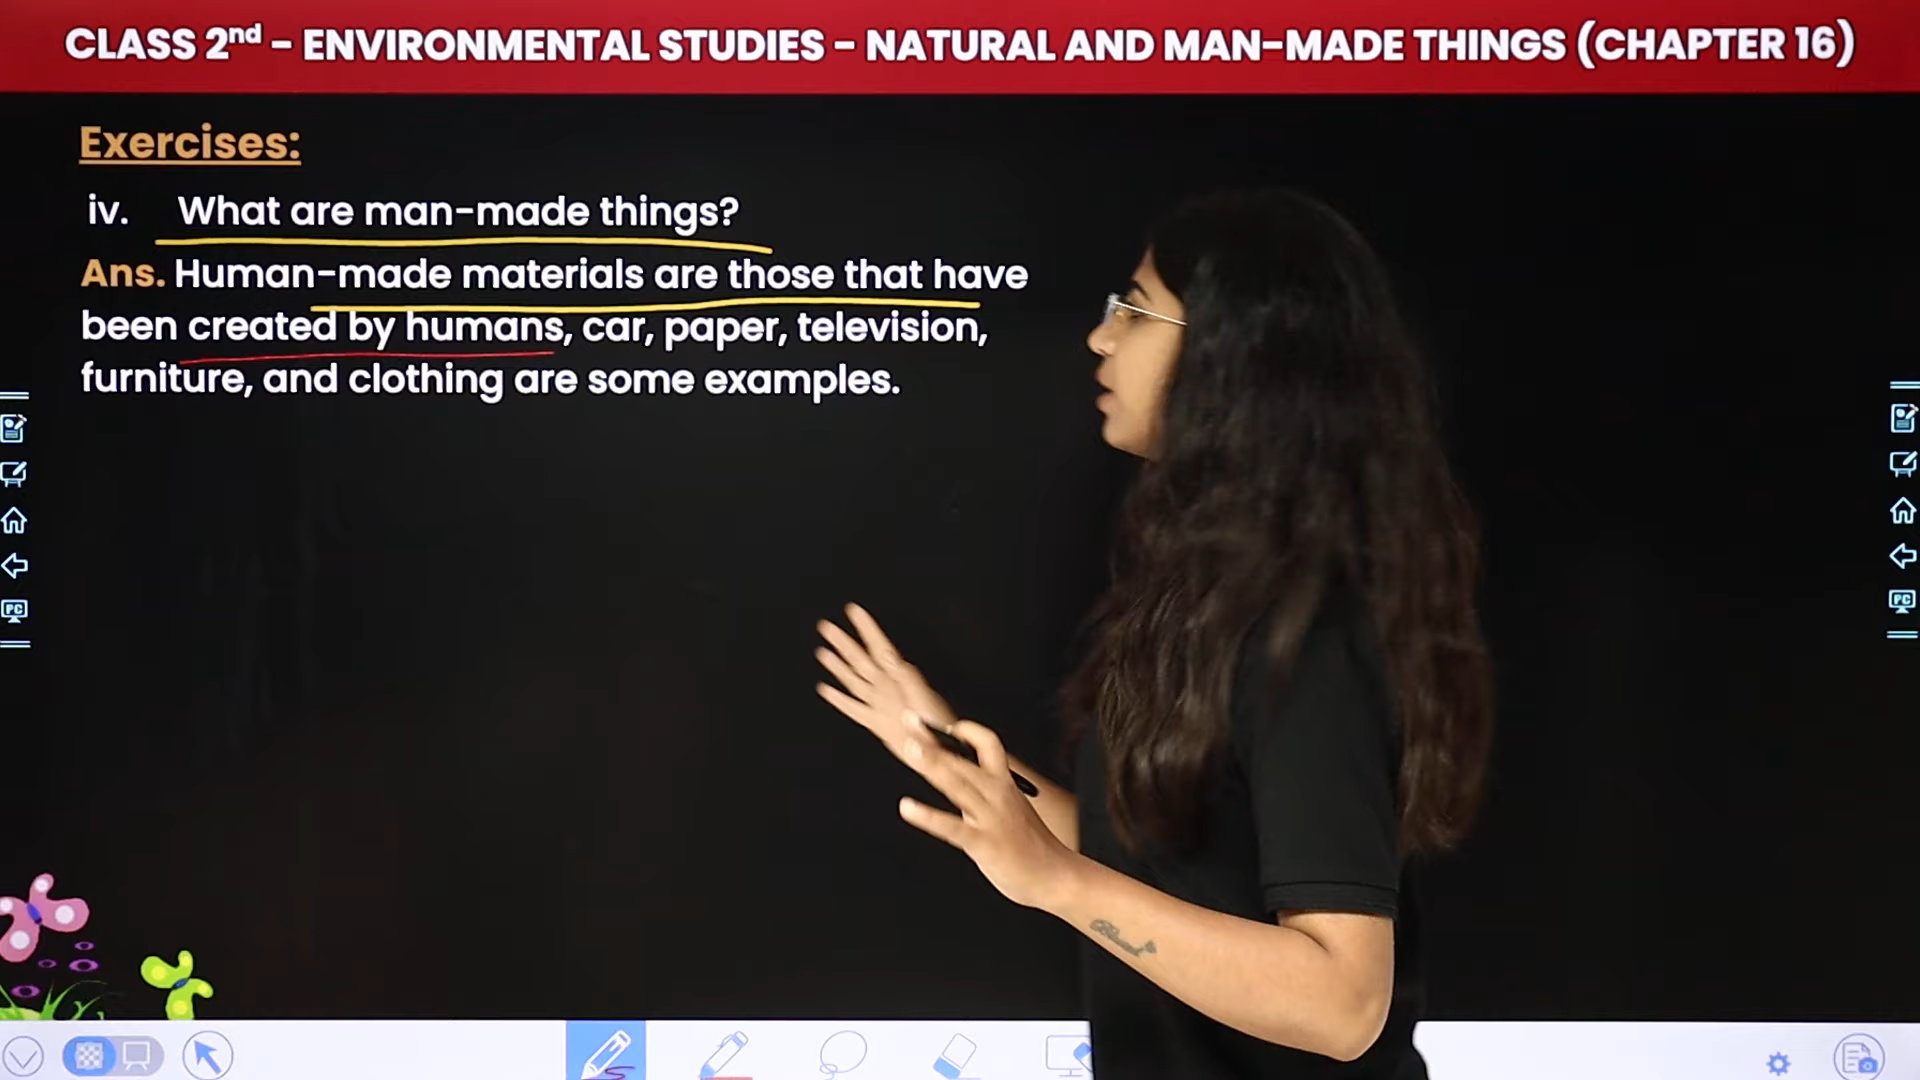 CLASS 2nd - ENVIRONMENTAL STUDIES - NATURAL AND MAN-MADE THINGS (CHAPTER 16)
Exercises:
iv. What are man-made things?
Ans. Human-made materials are those that have
been created by humans, car, paper, television,
furniture, and clothing are some examples.
PC
PC